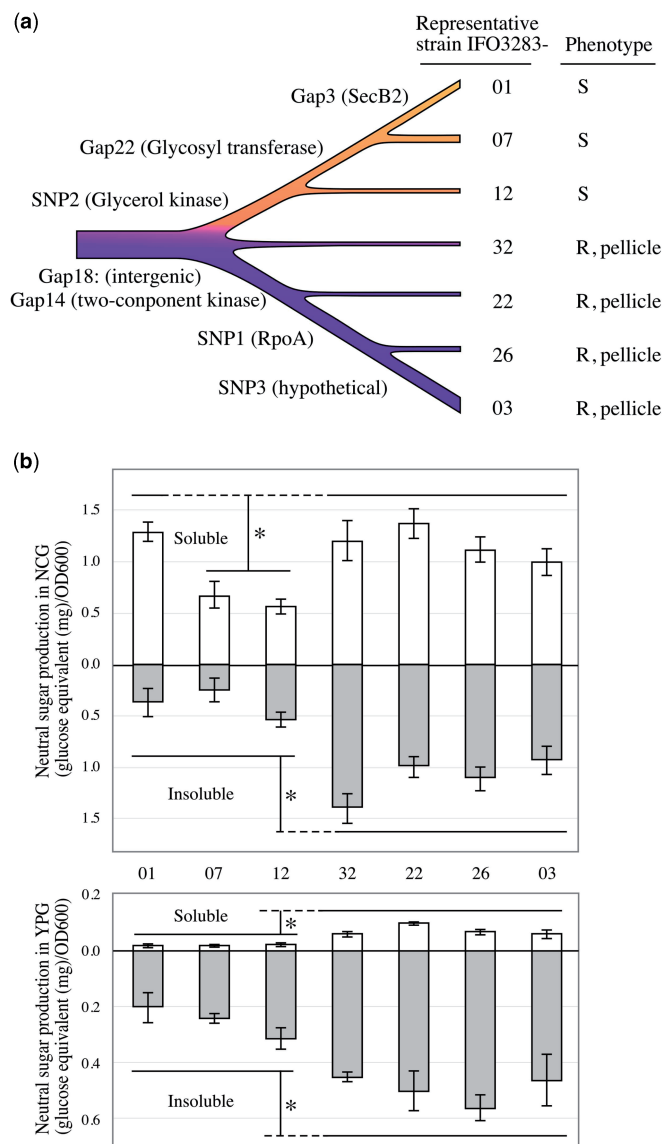 (a)
Representative
strain IFO3283-
Phenotype
Gap3 (SecB2)
01
S
Gap22 (Glycosyl transferase)
07
S
SNP2 (Glycerol kinase)
12
S
32
R, pellicle
Gap18: (intergenic)
Gap14 (two-conponent kinase)
22
R, pellicle
SNP1 (RpoA)
26
R, pellicle
SNP3 (hypothetical)
03
R, pellicle
(b)
Neutral sugar production in NCG
(glucose equivalent (mg)/OD600)
1.5
1.0
0.5
0.0
0.5
1.0
1.5
Soluble
*
Insoluble
*
01 07 12 32 22 26 03
Neutral sugar production in YPG
(glucose equivalent (mg)/OD600)
0.2
0.0
0.2
0.4
0.6
Soluble
*
Insoluble
*